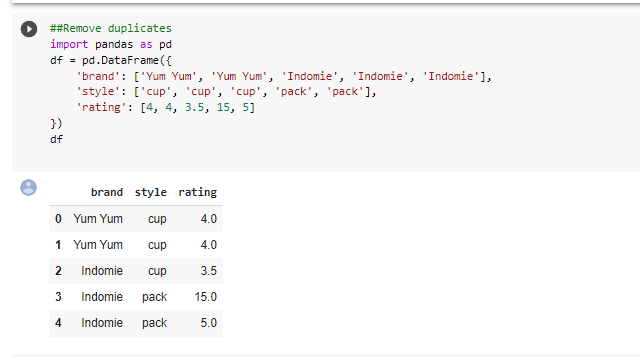 ##Remove duplicates
import pandas as pd
df = pd.DataFrame({
    'brand': ['Yum Yum', 'Yum Yum', 'Indomie', 'Indomie', 'Indomie'],
    'style': ['cup', 'cup', 'cup', 'pack', 'pack'],
    'rating': [4, 4, 3.5, 15, 5]
})
df
brand style rating
0 Yum Yum cup 4.0
1 Yum Yum cup 4.0
2 Indomie cup 3.5
3 Indomie pack 15.0
4 Indomie pack 5.0